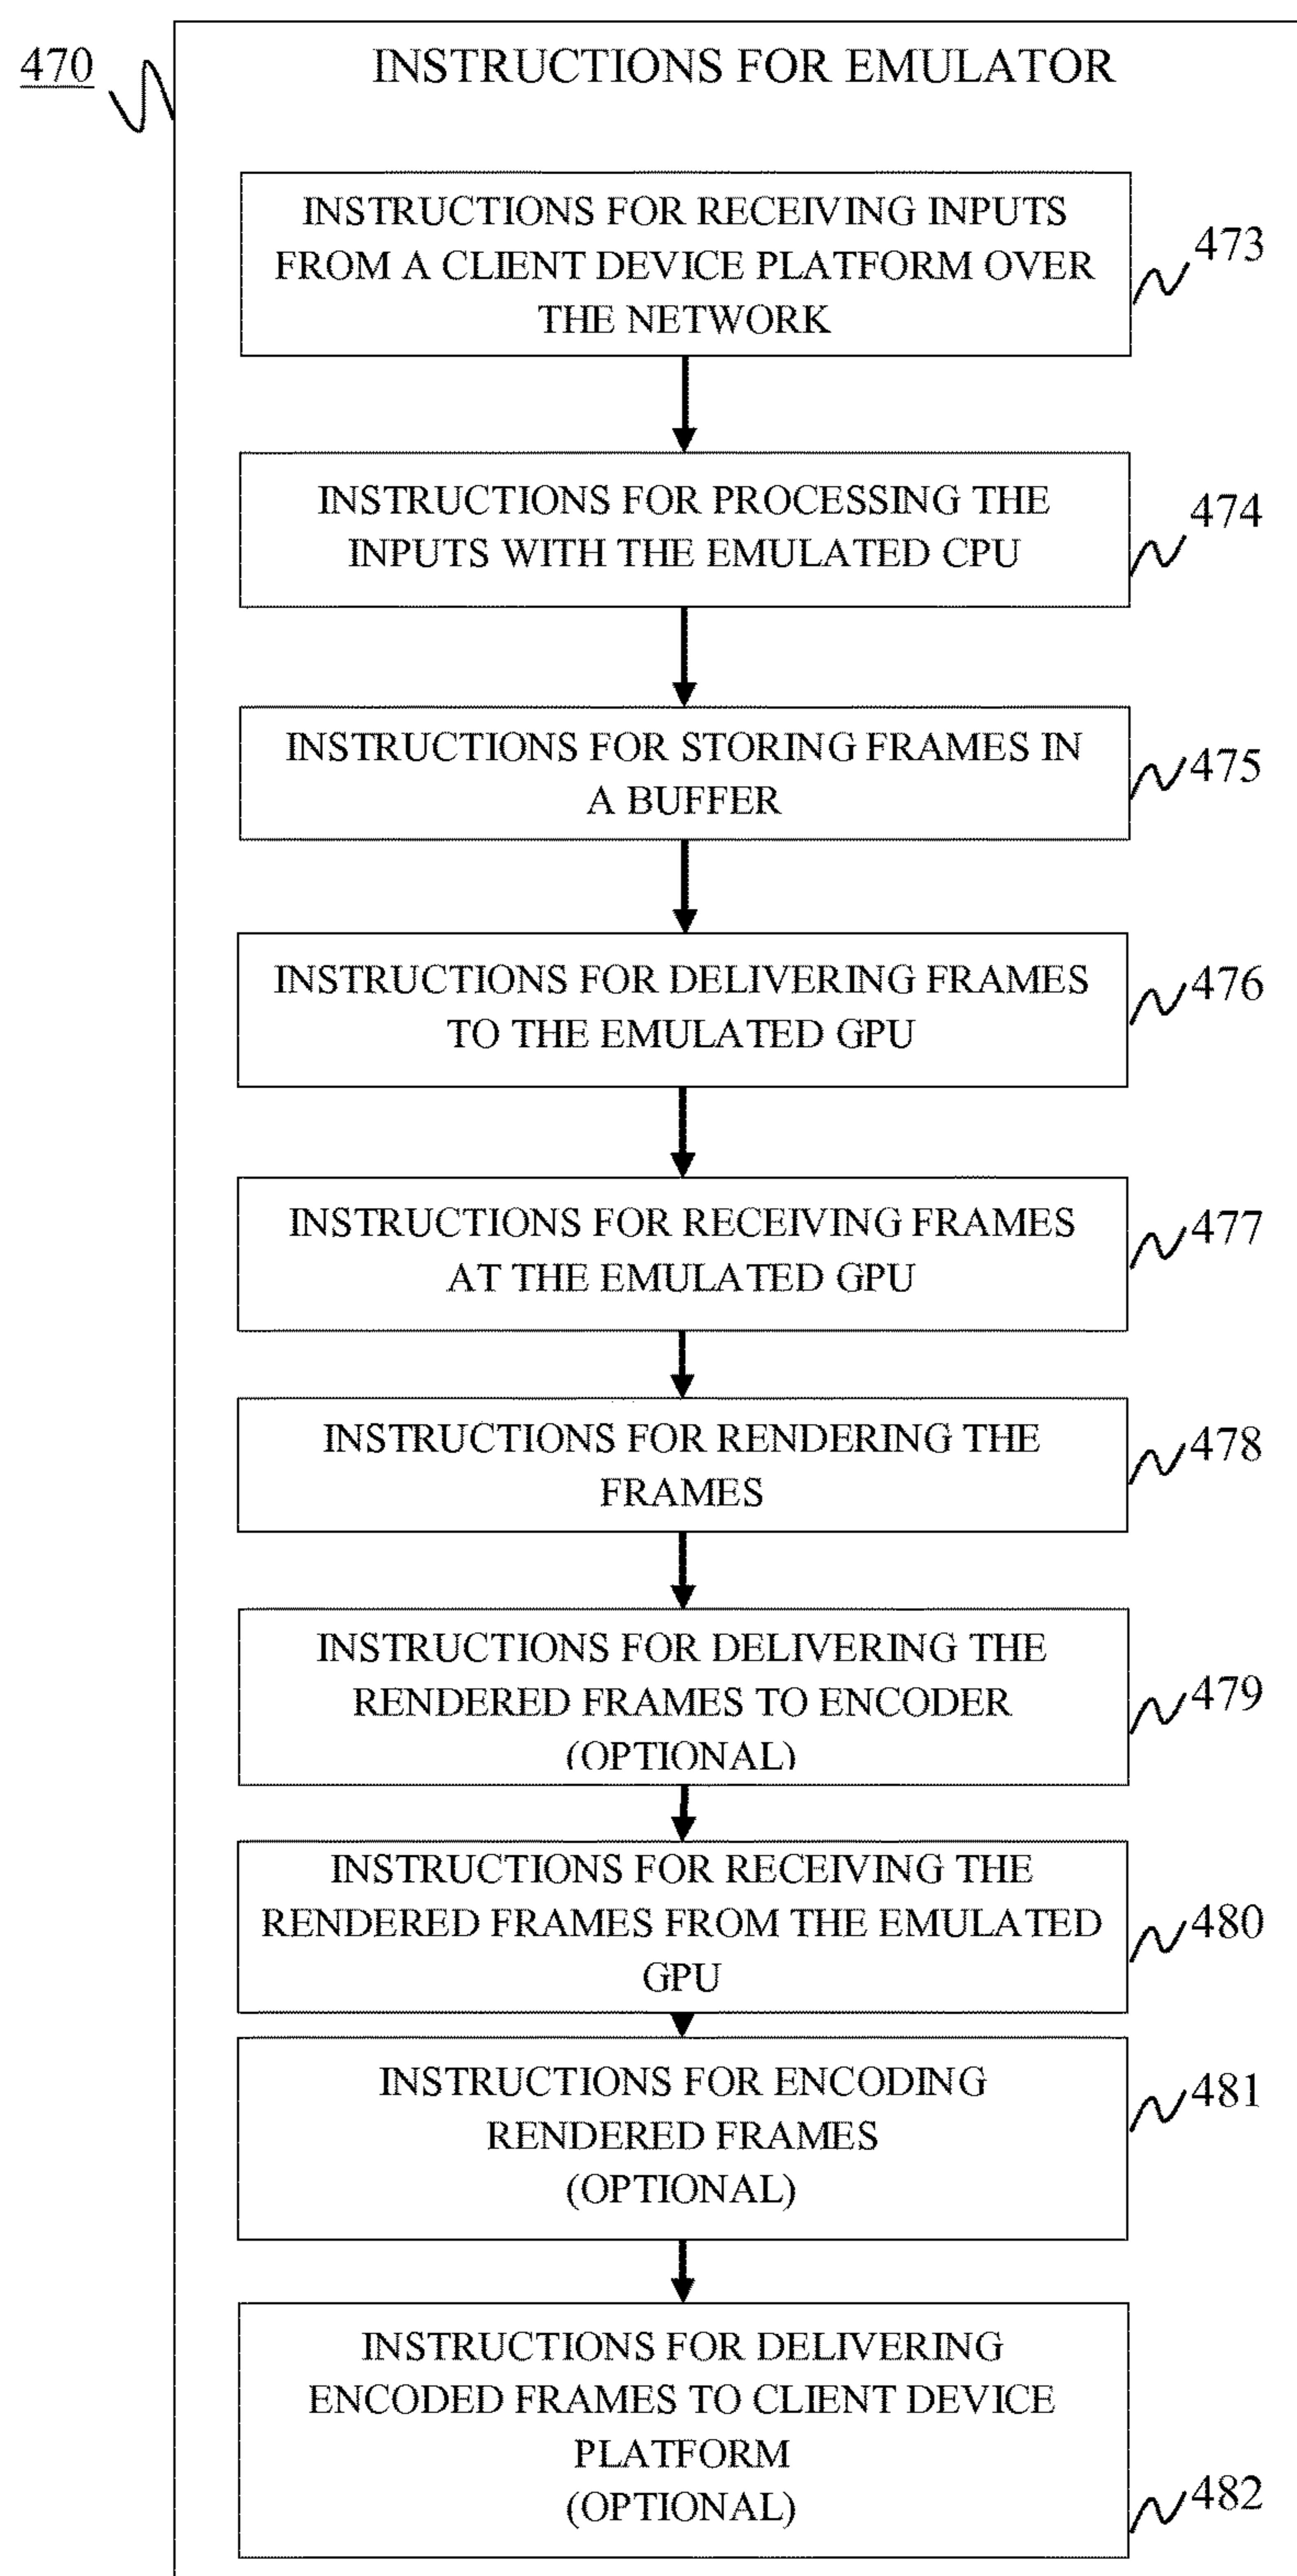 470
INSTRUCTIONS FOR EMULATOR
INSTRUCTIONS FOR RECEIVING INPUTS
FROM A CLIENT DEVICE PLATFORM OVER
THE NETWORK
473
INSTRUCTIONS FOR PROCESSING THE
INPUTS WITH THE EMULATED CPU
474
INSTRUCTIONS FOR STORING FRAMES IN
A BUFFER
475
INSTRUCTIONS FOR DELIVERING FRAMES
TO THE EMULATED GPU
476
INSTRUCTIONS FOR RECEIVING FRAMES
AT THE EMULATED GPU
477
INSTRUCTIONS FOR RENDERING THE
FRAMES
478
INSTRUCTIONS FOR DELIVERING THE
RENDERED FRAMES TO ENCODER
(OPTIONAL)
479
INSTRUCTIONS FOR RECEIVING THE
RENDERED FRAMES FROM THE EMULATED
GPU
480
INSTRUCTIONS FOR ENCODING
RENDERED FRAMES
(OPTIONAL)
481
INSTRUCTIONS FOR DELIVERING
ENCODED FRAMES TO CLIENT DEVICE
PLATFORM
(OPTIONAL)
482